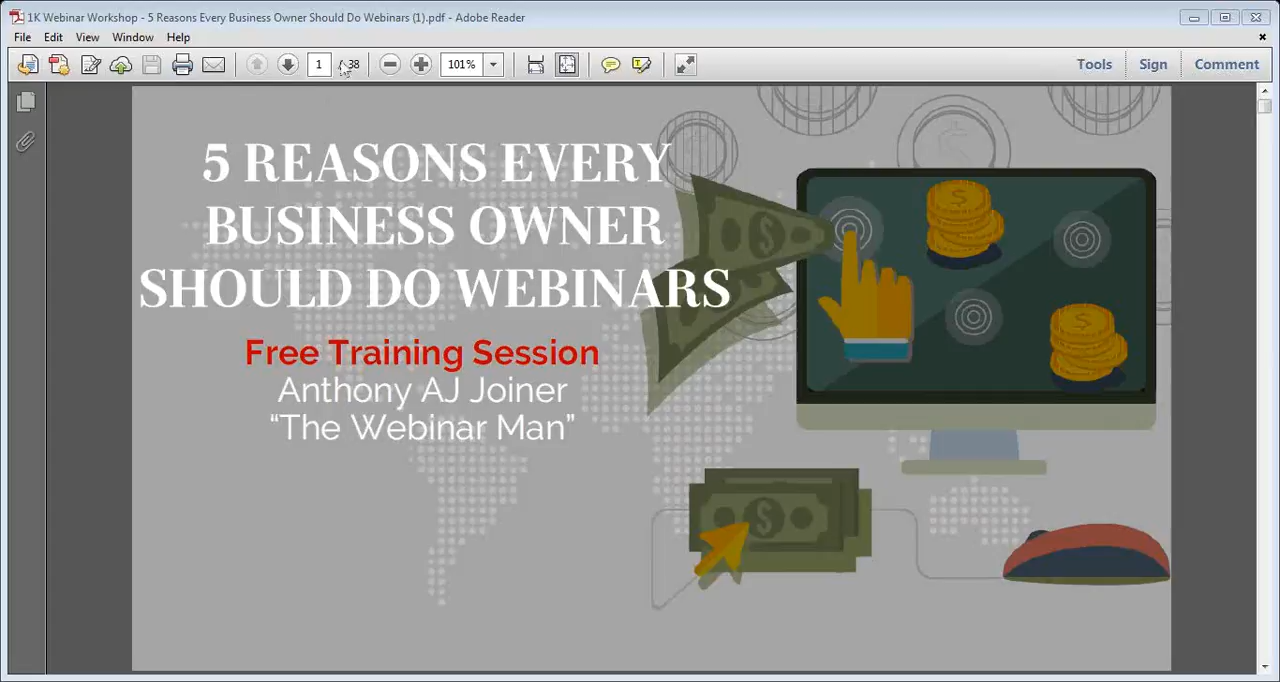 1K Webinar Workshop - 5 Reasons Every Business Owner Should Do Webinars (1).pdf - Adobe Reader
File Edit View Window Help
1 / 38 101% Tools Sign Comment
5 REASONS EVERY
BUSINESS OWNER
SHOULD DO WEBINARS
Free Training Session
Anthony AJ Joiner
“The Webinar Man”